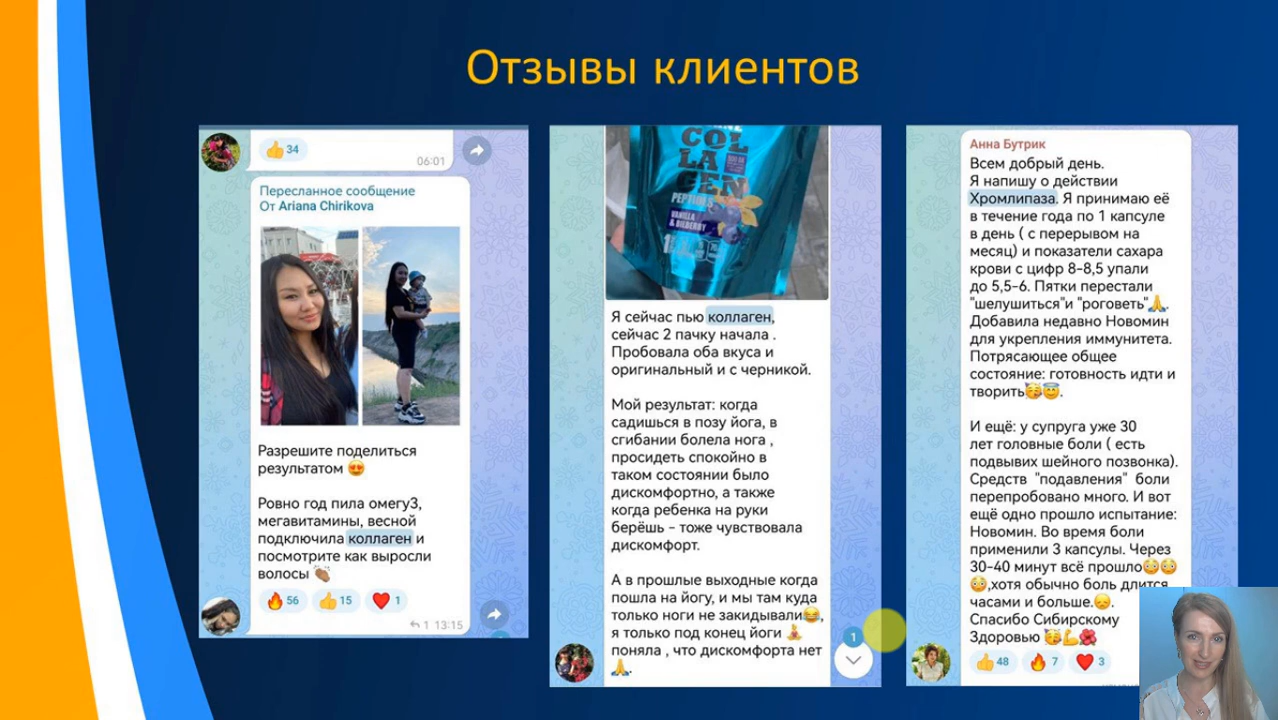 Отзывы клиентов
34
06:01
Пересланное сообщение
От Ariana Chirikova
Разрешите поделиться
результатом
Ровно год пила омегу3,
мегавитамины, весной
подключила коллаген и
посмотрите как выросли
волосы
56 15 1
1 13:15
COL
LA
GEN
PEPTIDES
VANILLA
& BILBERRY
Я сейчас пью коллаген,
сейчас 2 пачку начала .
Пробовала оба вкуса и
оригинальный и с черникой.
Мой результат: когда
садишься в позу йога, в
сгибании болела нога ,
просидеть спокойно в
таком состоянии было
дискомфортно, а также
когда ребенка на руки
берёшь - тоже чувствовала
дискомфорт.
А в прошлые выходные когда
пошла на йогу, и мы там куда
только ноги не закидывали ,
я только под конец йоги
поняла , что дискомфорта нет
.
1
Анна Бутрик
Всем добрый день.
Я напишу о действии
Хромлипаза. Я принимаю её
в течение года по 1 капсуле
в день ( с перерывом на
месяц) и показатели сахара
крови с цифр 8-8,5 упали
до 5,5-6. Пятки перестали
"шелушиться"и "роговеть" .
Добавила недавно Новомин
для укрепления иммунитета.
Потрясающее общее
состояние: готовность идти и
творить .
И ещё: у супруга уже 30
лет головные боли ( есть
подвывих шейного позвонка).
Средств "подавления" боли
перепробовано много. И вот
ещё одно прошло испытание:
Новомин. Во время боли
применили 3 капсулы. Через
30-40 минут всё прошло
,хотя обычно боль длится
часами и больше. .
Спасибо Сибирскому
Здоровью
48 7 3